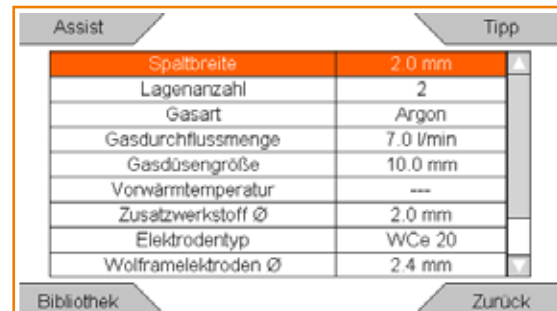 Assist Tipp
Spaltbreite 2.0 mm
Lagenanzahl 2
Gasart Argon
Gasdurchflussmenge 7.0 l/min
Gasdüsengröße 10.0 mm
Vorwärmtemperatur ---
Zusatzwerkstoff Ø 2.0 mm
Elektrodentyp WCe 20
Wolframelektroden Ø 2.4 mm
Bibliothek Zurück